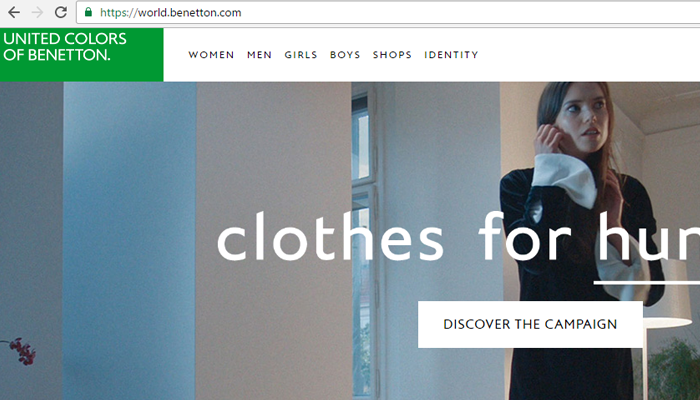 https://world.benetton.com
UNITED COLORS
OF BENETTON.
WOMEN MEN GIRLS BOYS SHOPS IDENTITY
clothes for hu
DISCOVER THE CAMPAIGN